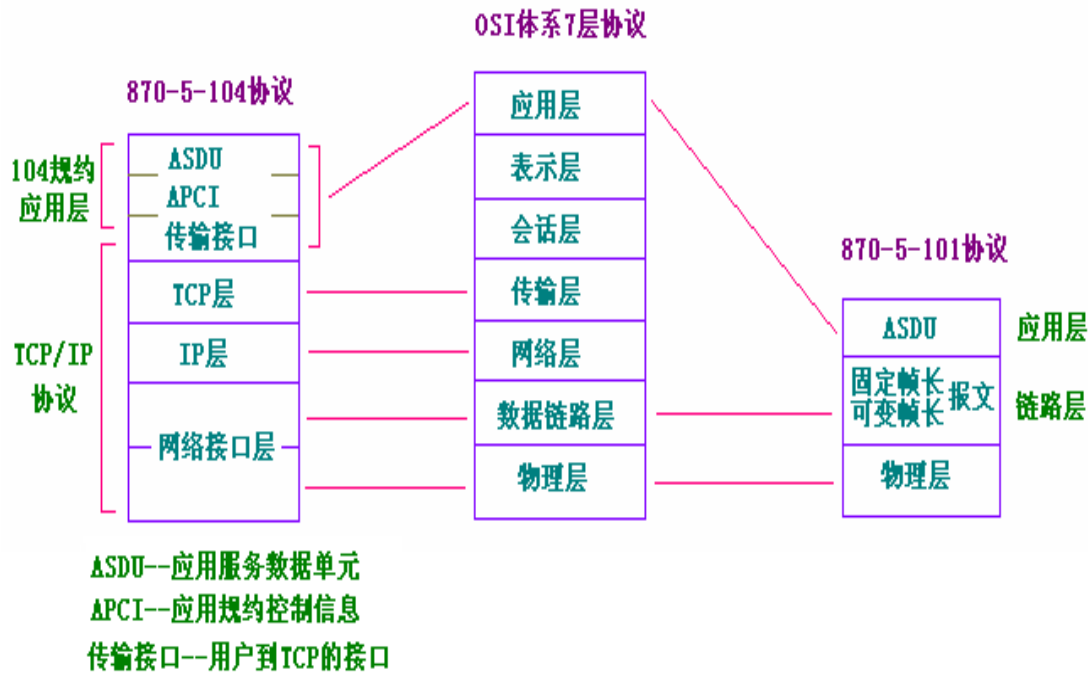 OSI体系7层协议
870-5-104协议
104规约
应用层
ASDU
APCI
传输接口
TCP层
IP层
网络接口层
TCP/IP
协议
应用层
表示层
会话层
传输层
网络层
数据链路层
物理层
870-5-101协议
ASDU
应用层
固定帧长
可变帧长
报文
链路层
物理层
ASDU--应用服务数据单元
APCI--应用规约控制信息
传输接口--用户到TCP的接口